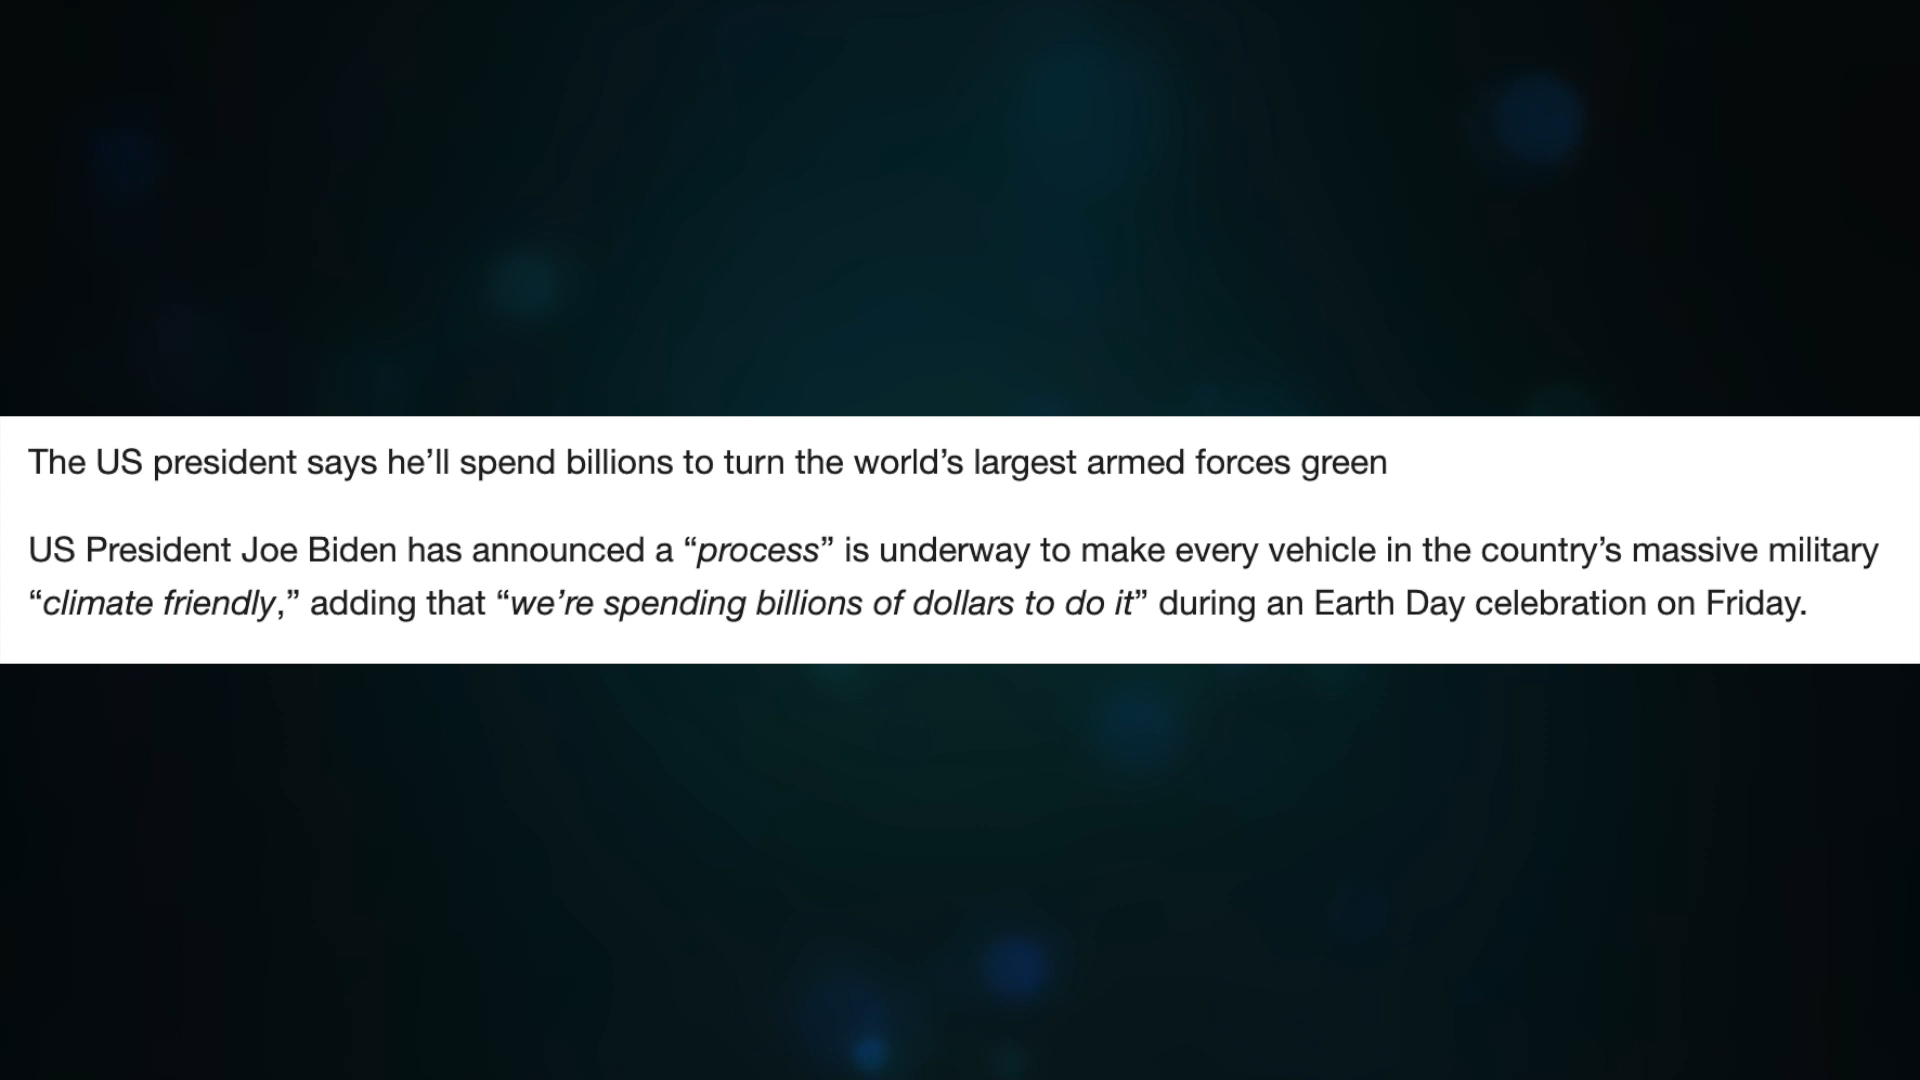 The US president says he’ll spend billions to turn the world’s largest armed forces green
US President Joe Biden has announced a “process” is underway to make every vehicle in the country’s massive military
“climate friendly,” adding that “we’re spending billions of dollars to do it” during an Earth Day celebration on Friday.